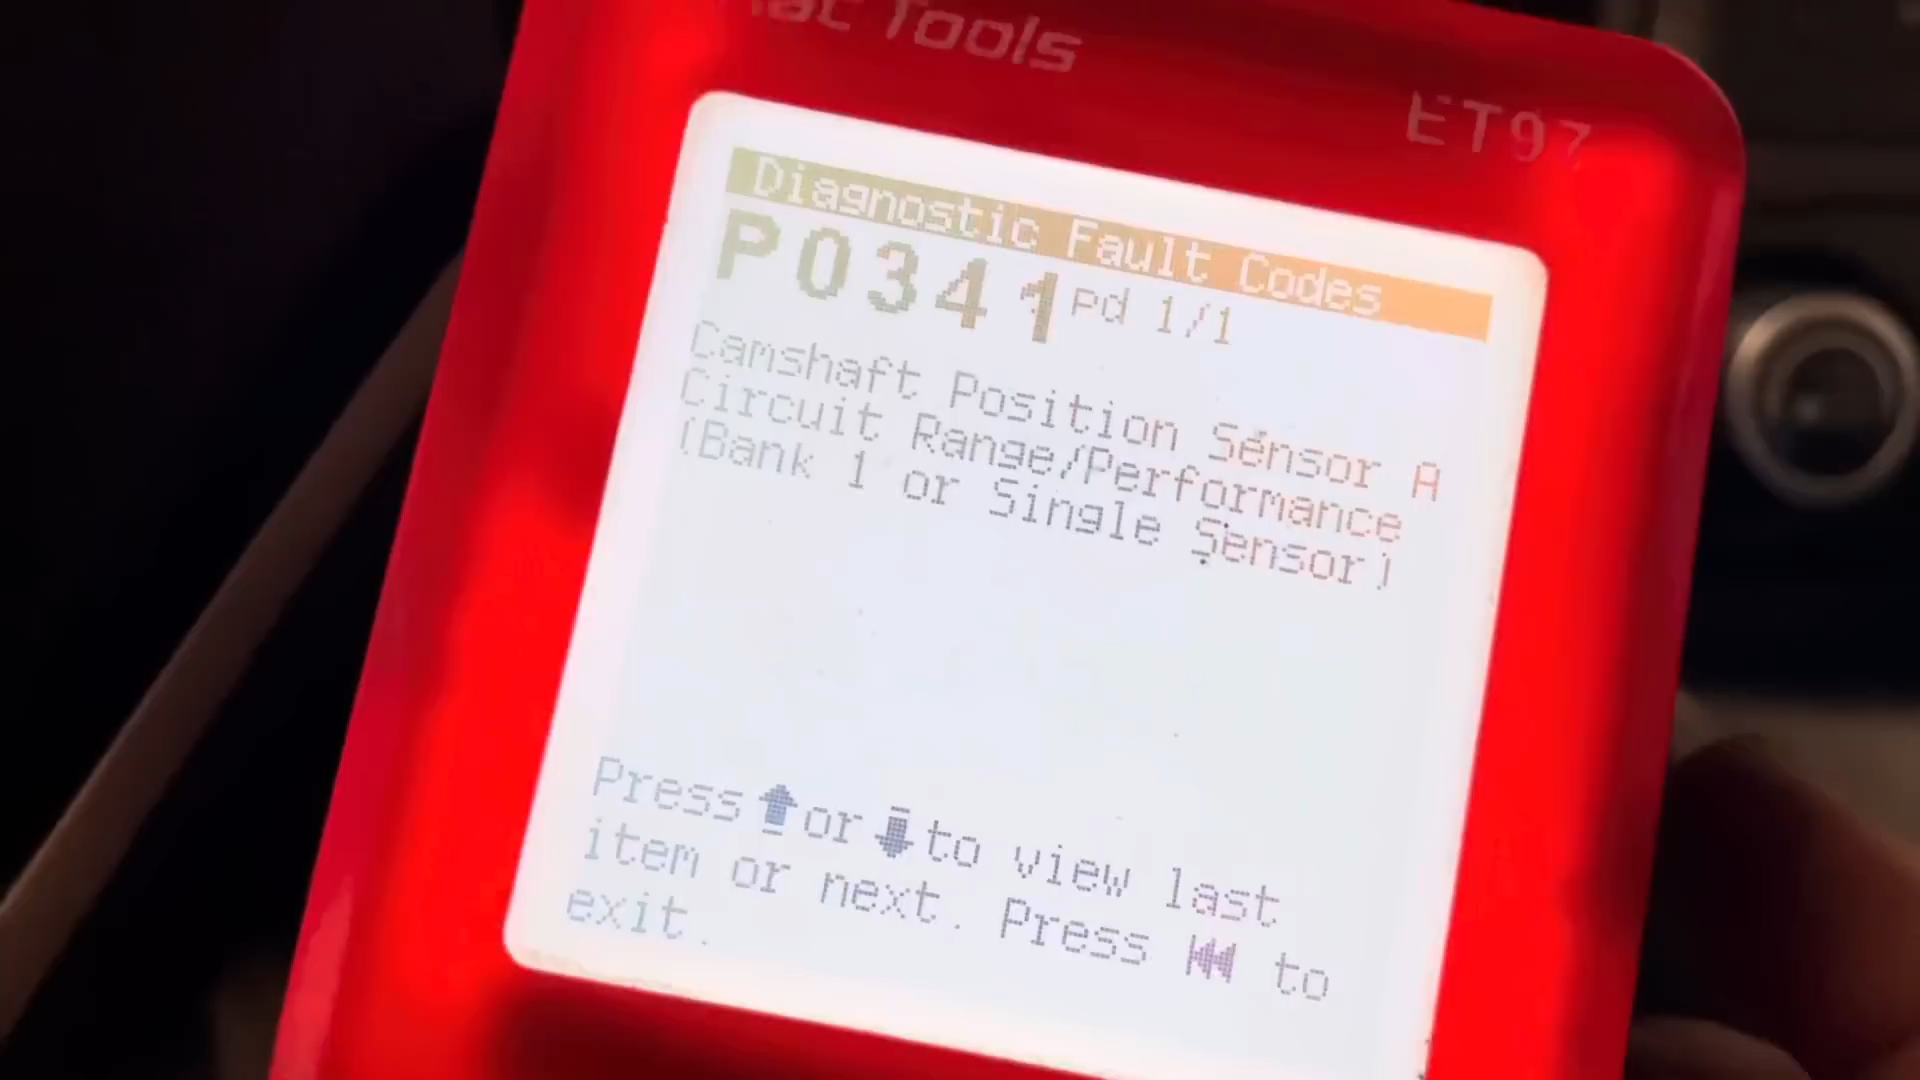 Mac Tools
ET97
Diagnostic Fault Codes
P0341 pd 1/1
Camshaft Position Sensor A
Circuit Range/Performance
(Bank 1 or Single Sensor)
Press or to view last
item or next. Press to
exit.